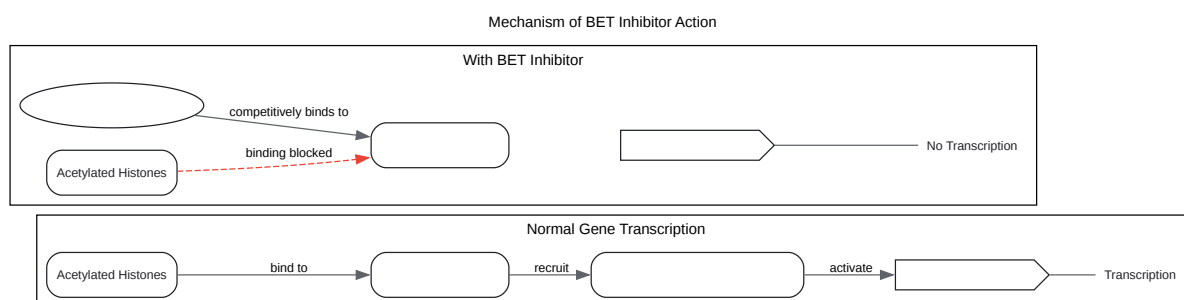 Mechanism of BET Inhibitor Action
With BET Inhibitor
competitively binds to
binding blocked
Acetylated Histones
No Transcription
Normal Gene Transcription
Acetylated Histones
bind to
recruit
activate
Transcription